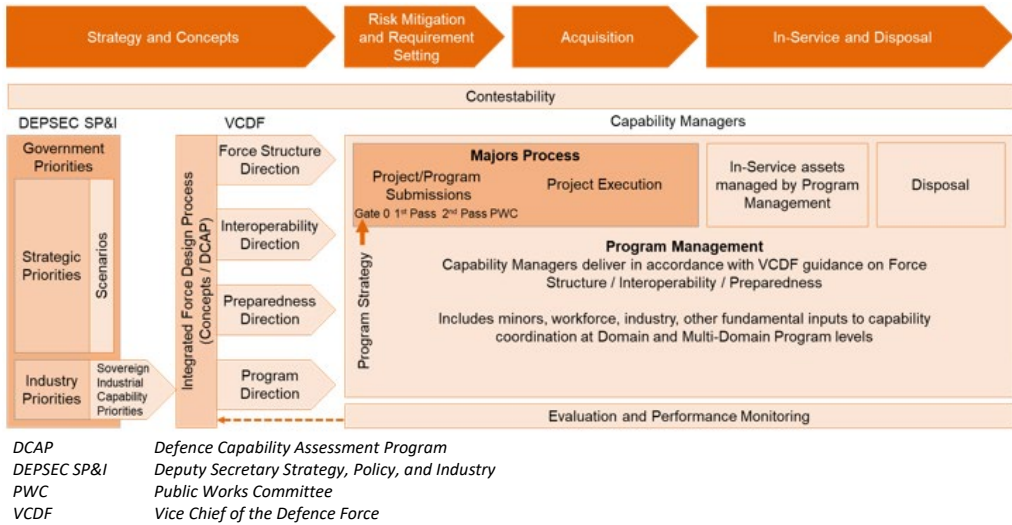 Strategy and Concepts
Risk Mitigation
and Requirement
Setting
Acquisition
In-Service and Disposal
Contestability
DEPSEC SP&I
VCDF
Capability Managers
Government
Priorities
Strategic
Priorities
Scenarios
Industry
Priorities
Sovereign
Industrial
Capability
Priorities
Integrated Force Design Process
(Concepts / DCAP)
Force Structure
Direction
Interoperability
Direction
Preparedness
Direction
Program
Direction
Majors Process
Project/Program
Submissions
Project Execution
Gate 0 1st Pass 2nd Pass PWC
In-Service assets
managed by Program
Management
Disposal
Program Strategy
Program Management
Capability Managers deliver in accordance with VCDF guidance on Force
Structure / Interoperability / Preparedness
Includes minors, workforce, industry, other fundamental inputs to capability
coordination at Domain and Multi-Domain Program levels
Evaluation and Performance Monitoring
DCAP Defence Capability Assessment Program
DEPSEC SP&I Deputy Secretary Strategy, Policy, and Industry
PWC Public Works Committee
VCDF Vice Chief of the Defence Force